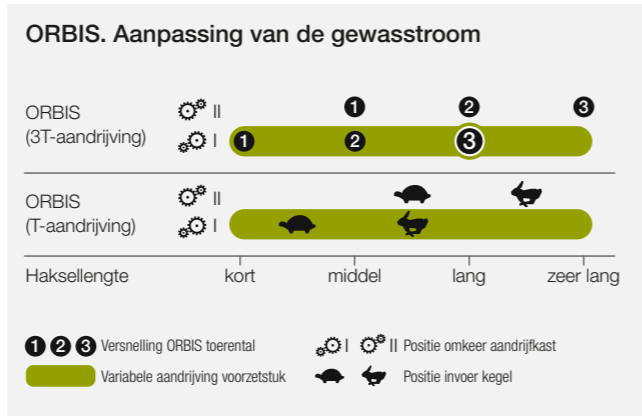 ORBIS. Aanpassing van de gewasstroom
ORBIS
(3T-aandrijving)
II 1 2 3
I 1 2 3
ORBIS
(T-aandrijving)
II
I
Haksellengte kort middel lang zeer lang
1 2 3 Versnelling ORBIS toerental
I II Positie omkeer aandrijfkast
Variabele aandrijving voorzetstuk
Positie invoer kegel